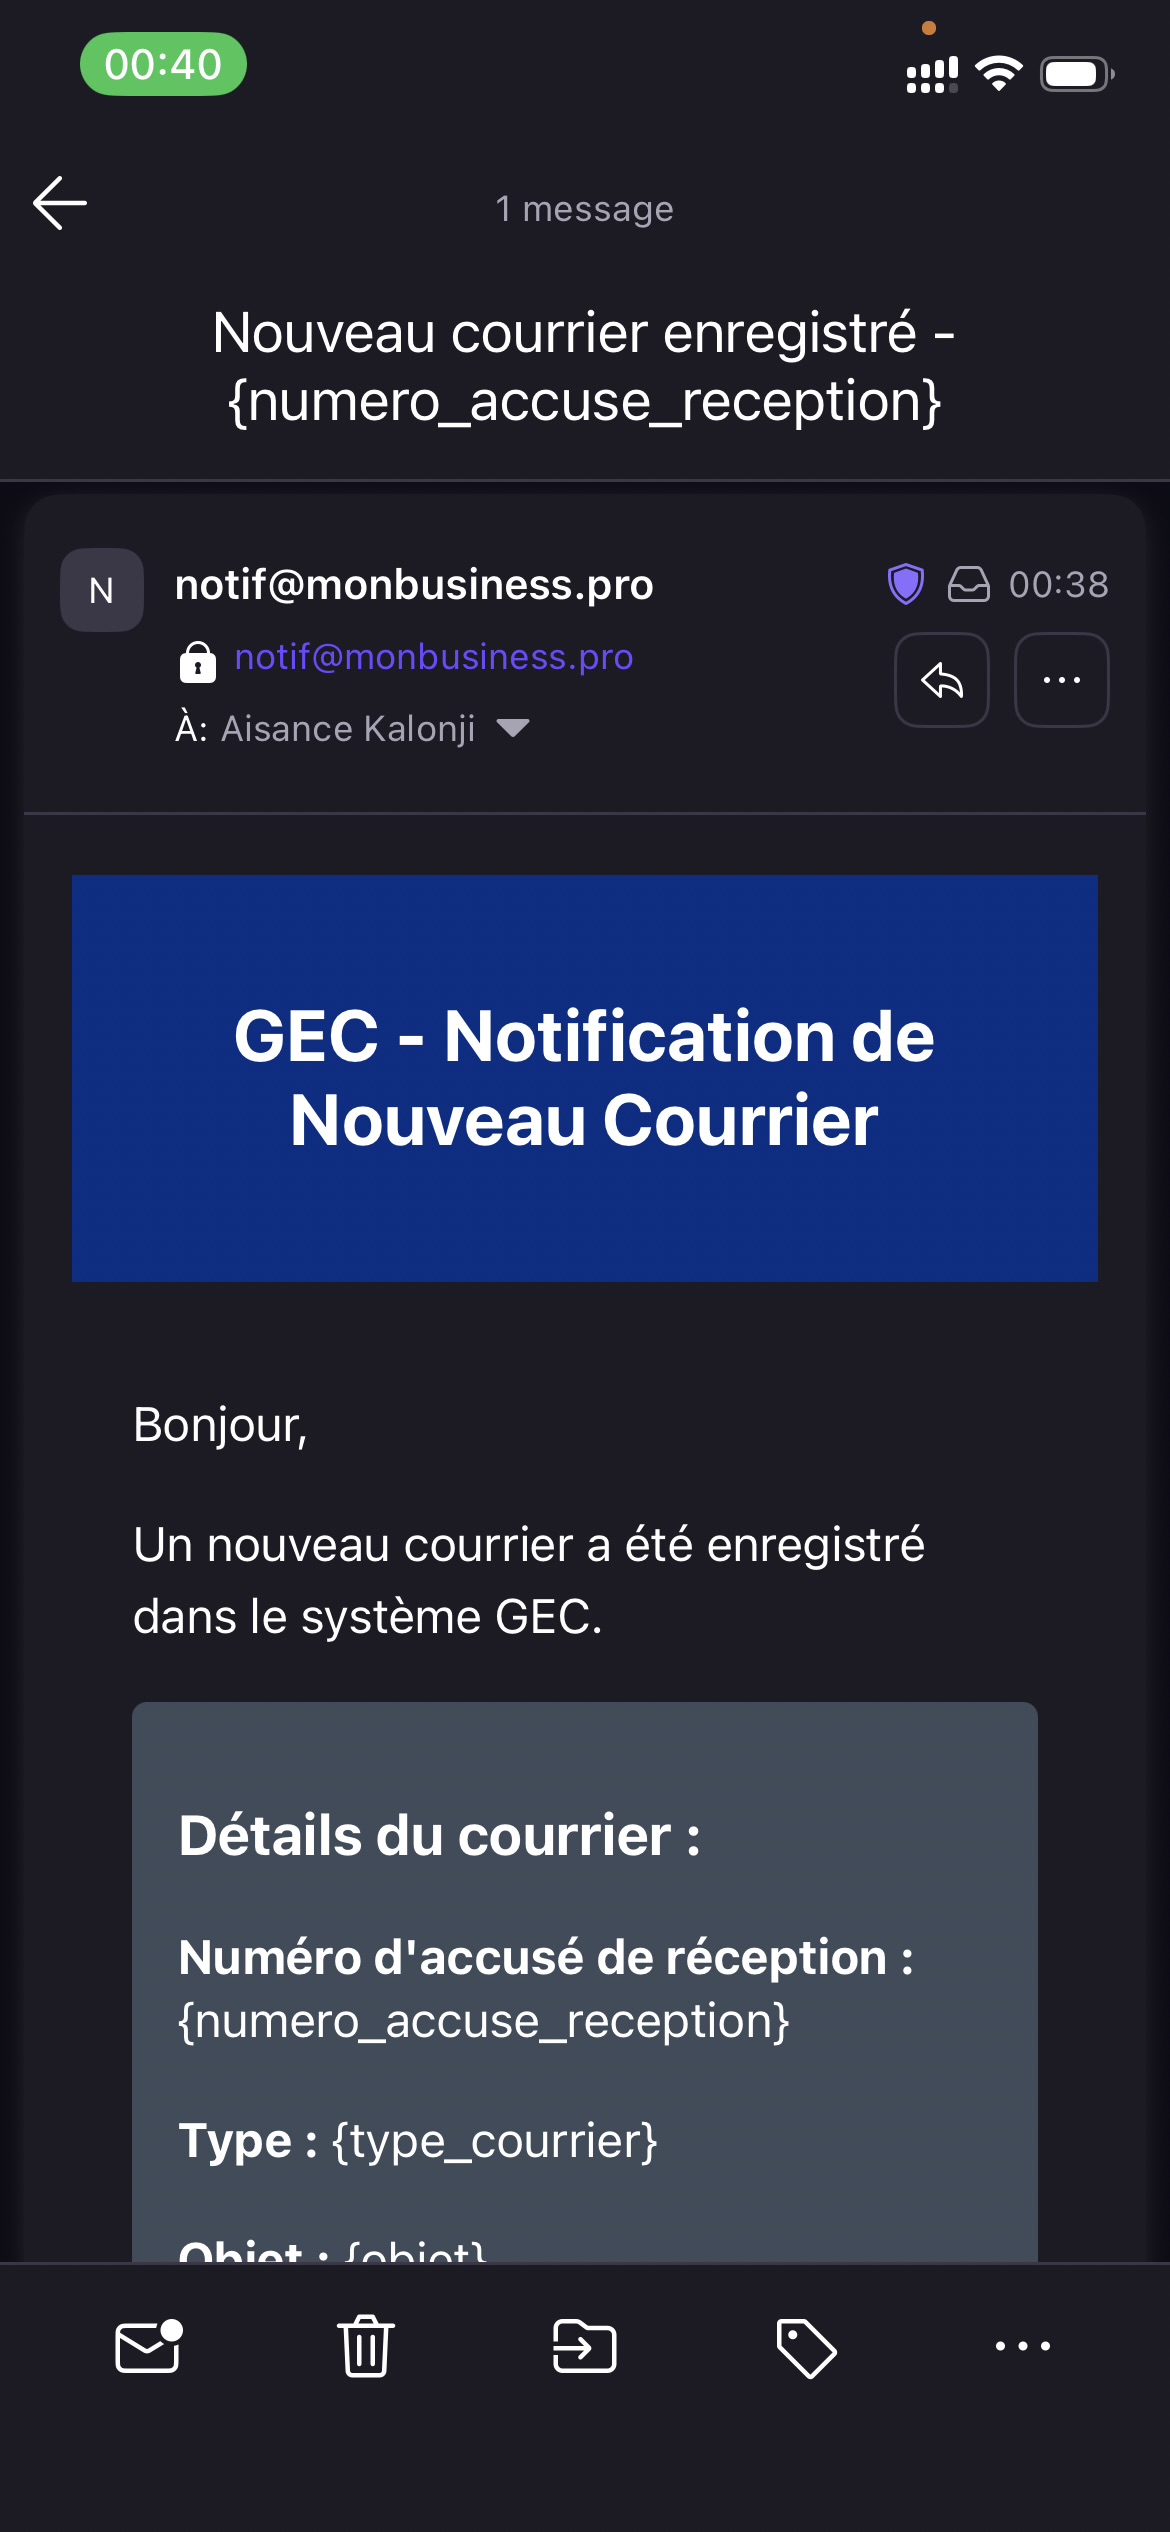 00:40
1 message
Nouveau courrier enregistré -
{numero_accuse_reception}
N
notif@monbusiness.pro
00:38
notif@monbusiness.pro
À: Aisance Kalonji
GEC - Notification de
Nouveau Courrier
Bonjour,
Un nouveau courrier a été enregistré
dans le système GEC.
Détails du courrier :
Numéro d'accusé de réception :
{numero_accuse_reception}
Type : {type_courrier}
Objet : {objet}